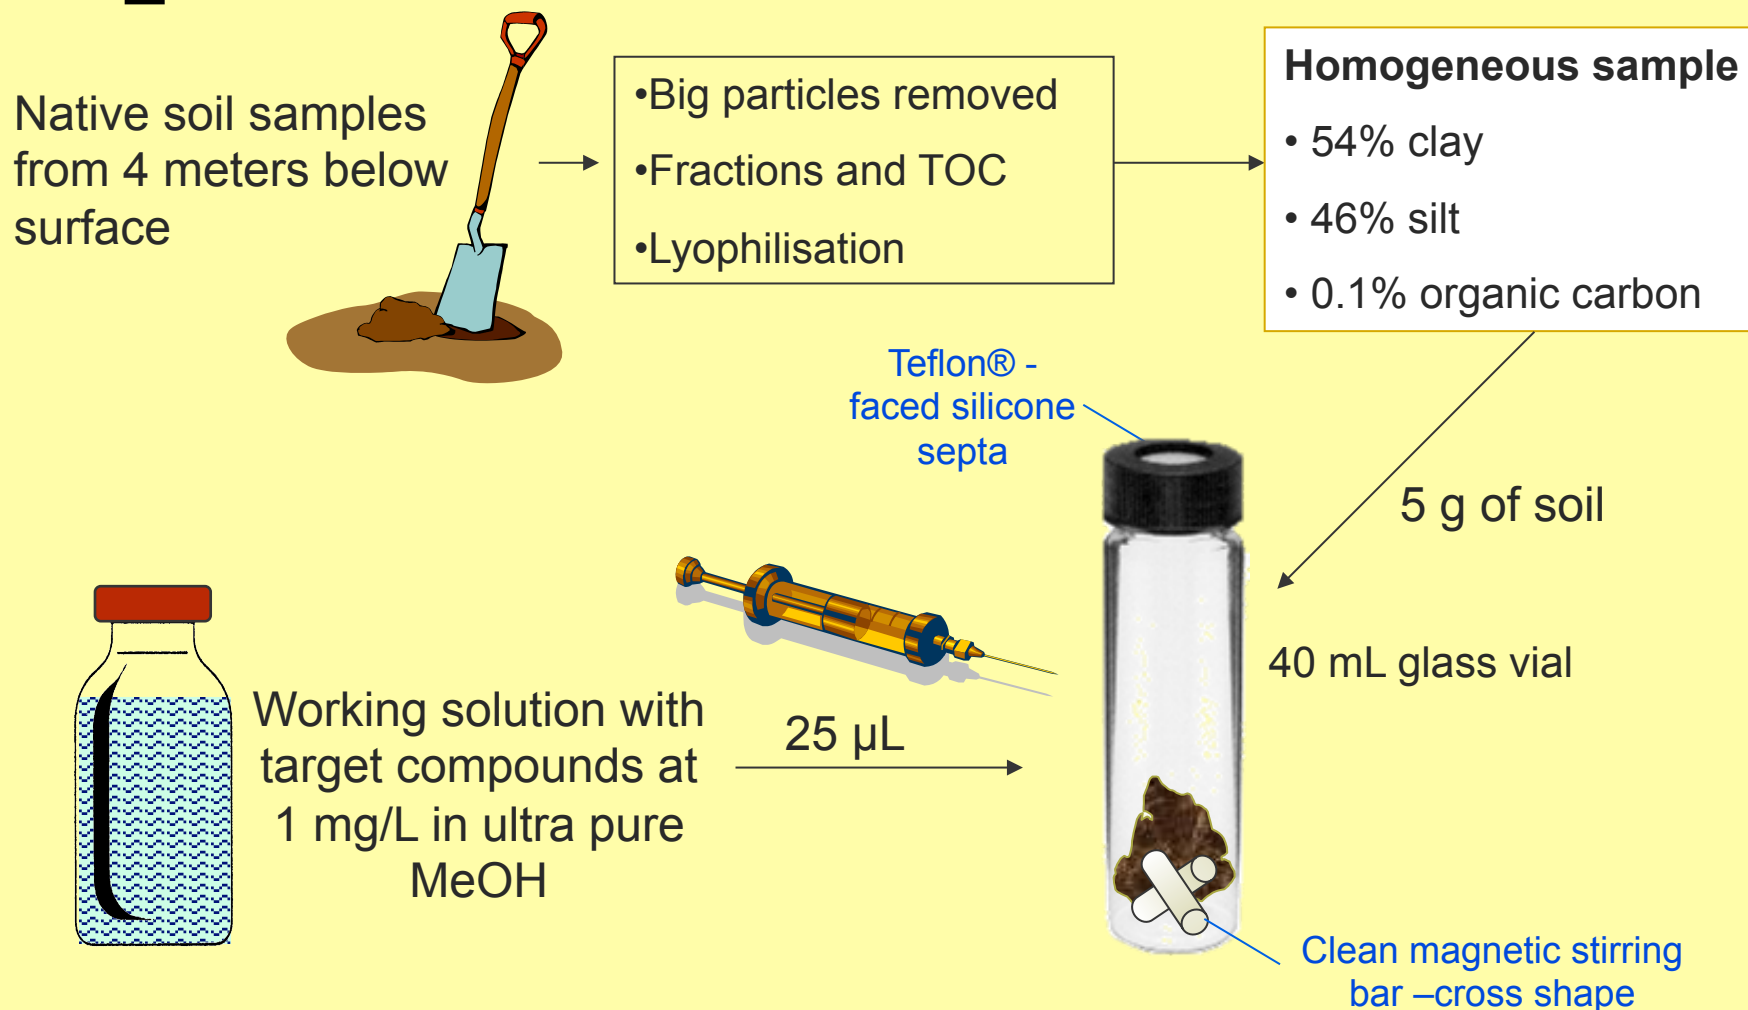 Native soil samples
from 4 meters below
surface
•Big particles removed
•Fractions and TOC
•Lyophilisation
Homogeneous sample
• 54% clay
• 46% silt
• 0.1% organic carbon
Teflon® -
faced silicone
septa
5 g of soil
40 mL glass vial
Working solution with
target compounds at
1 mg/L in ultra pure
MeOH
25 µL
Clean magnetic stirring
bar –cross shape